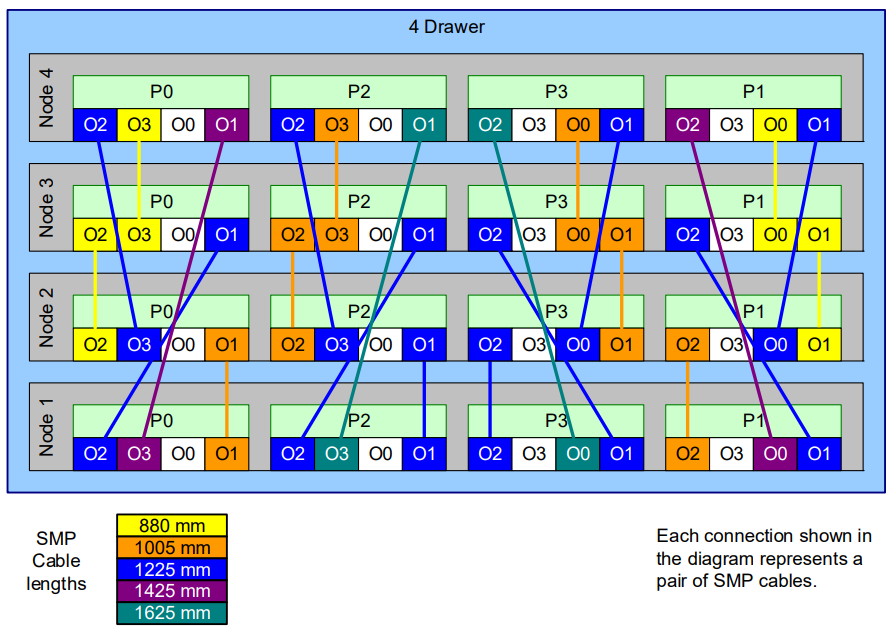 4 Drawer
Node 4
P0 P2 P3 P1
O2 O3 O0 O1 O2 O3 O0 O1 O2 O3 O0 O1 O2 O3 O0 O1
Node 3
P0 P2 P3 P1
O2 O3 O0 O1 O2 O3 O0 O1 O2 O3 O0 O1 O2 O3 O0 O1
Node 2
P0 P2 P3 P1
O2 O3 O0 O1 O2 O3 O0 O1 O2 O3 O0 O1 O2 O3 O0 O1
Node 1
P0 P2 P3 P1
O2 O3 O0 O1 O2 O3 O0 O1 O2 O3 O0 O1 O2 O3 O0 O1
SMP
Cable
lengths
880 mm
1005 mm
1225 mm
1425 mm
1625 mm
Each connection shown in
the diagram represents a
pair of SMP cables.